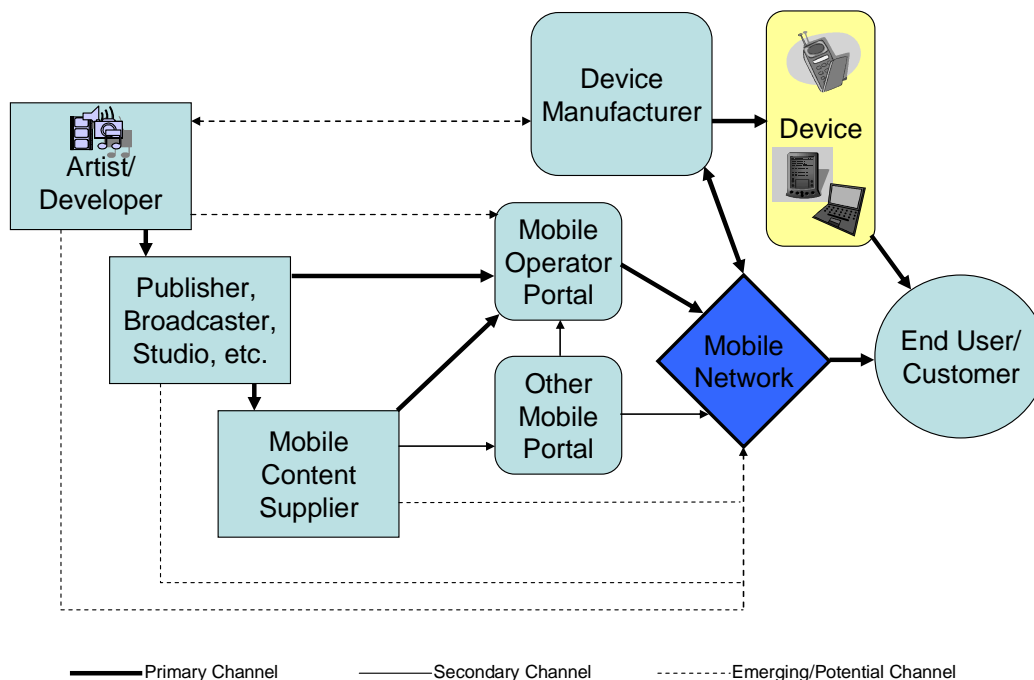 Device
Manufacturer
Device
Artist/
Developer
Mobile
Operator
Portal
Publisher,
Broadcaster,
Studio, etc.
Mobile
Network
End User/
Customer
Other
Mobile
Portal
Mobile
Content
Supplier
Primary Channel
Secondary Channel
Emerging/Potential Channel